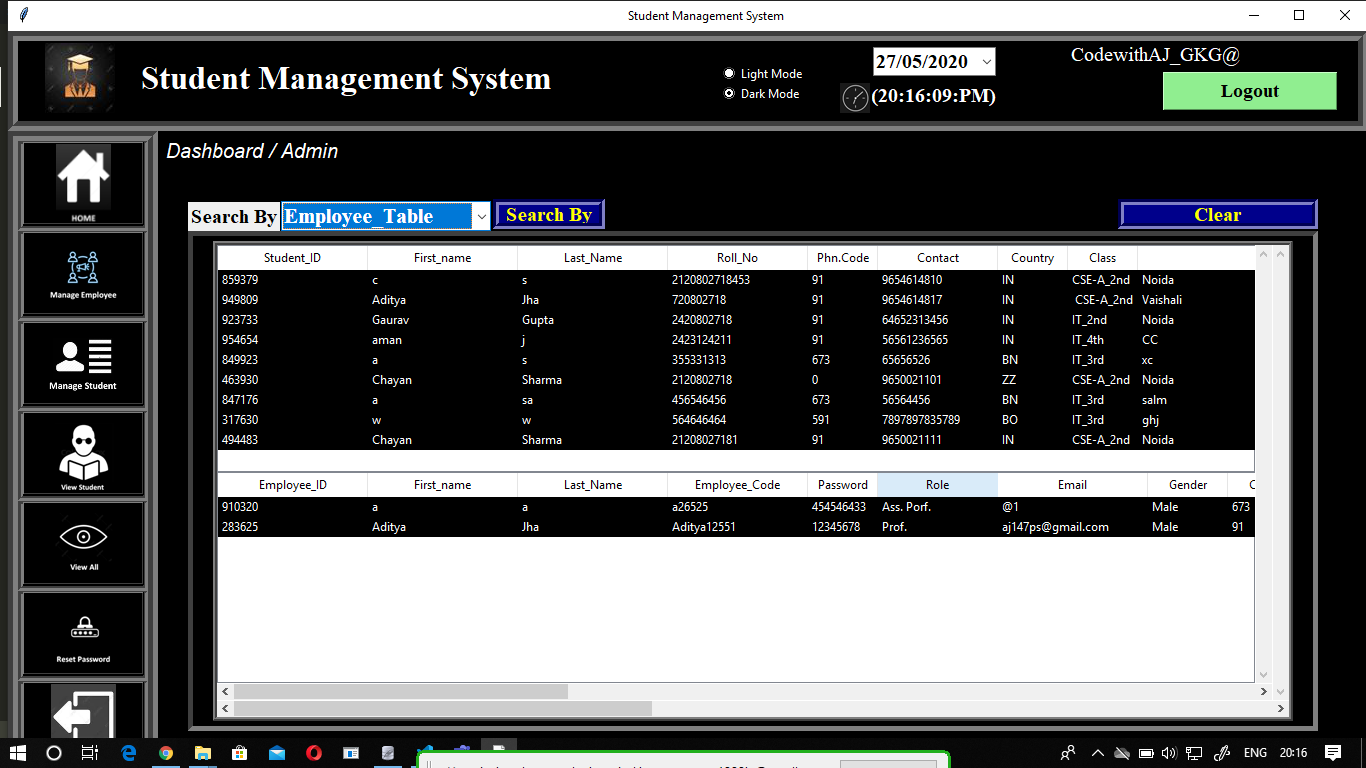 Student Management System
Student Management System
Light Mode
Dark Mode
27/05/2020
(20:16:09:PM)
CodewithAJ_GKG@
Logout
HOME
Manage Employee
Manage Student
View Student
View All
Reset Password
Dashboard / Admin
Search By Employee_Table Search By Clear
Student_ID First_name Last_Name Roll_No Phn.Code Contact Country Class
859379 c s 2120802718453 91 9654614810 IN CSE-A_2nd Noida
949809 Aditya Jha 720802718 91 9654614817 IN CSE-A_2nd Vaishali
923733 Gaurav Gupta 2420802718 91 64652313456 IN IT_2nd Noida
954654 aman j 2423124211 91 56561236565 IN IT_4th CC
849923 a s 355331313 673 65656526 BN IT_3rd xc
463930 Chayan Sharma 2120802718 0 9650021101 ZZ CSE-A_2nd Noida
847176 a sa 456546456 673 56564456 BN IT_3rd salm
317630 w w 564646464 591 7897897835789 BO IT_3rd ghj
494483 Chayan Sharma 21208027181 91 9650021111 IN CSE-A_2nd Noida
Employee_ID First_name Last_Name Employee_Code Password Role Email Gender
910320 a a a26525 454546433 Ass. Porf. @1 Male 673
283625 Aditya Jha Aditya12551 12345678 Prof. aj147ps@gmail.com Male 91
ENG 20:16